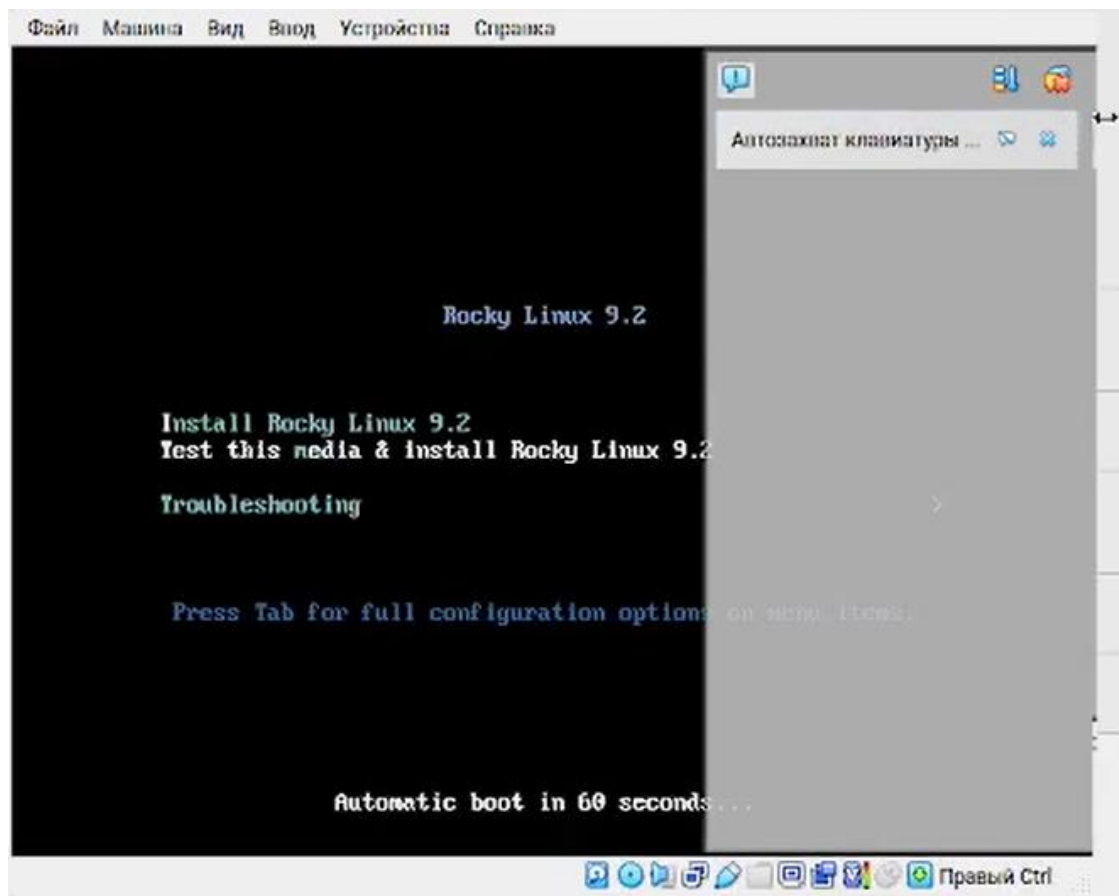 Файл Машина Вид Ввод Устройства Справка
Автозахват клавиатуры ...
Rocky Linux 9.2
Install Rocky Linux 9.2
Test this media & install Rocky Linux 9.2
Troubleshooting
>
Press Tab for full configuration options on menu items.
Automatic boot in 60 seconds...
Правый Ctrl